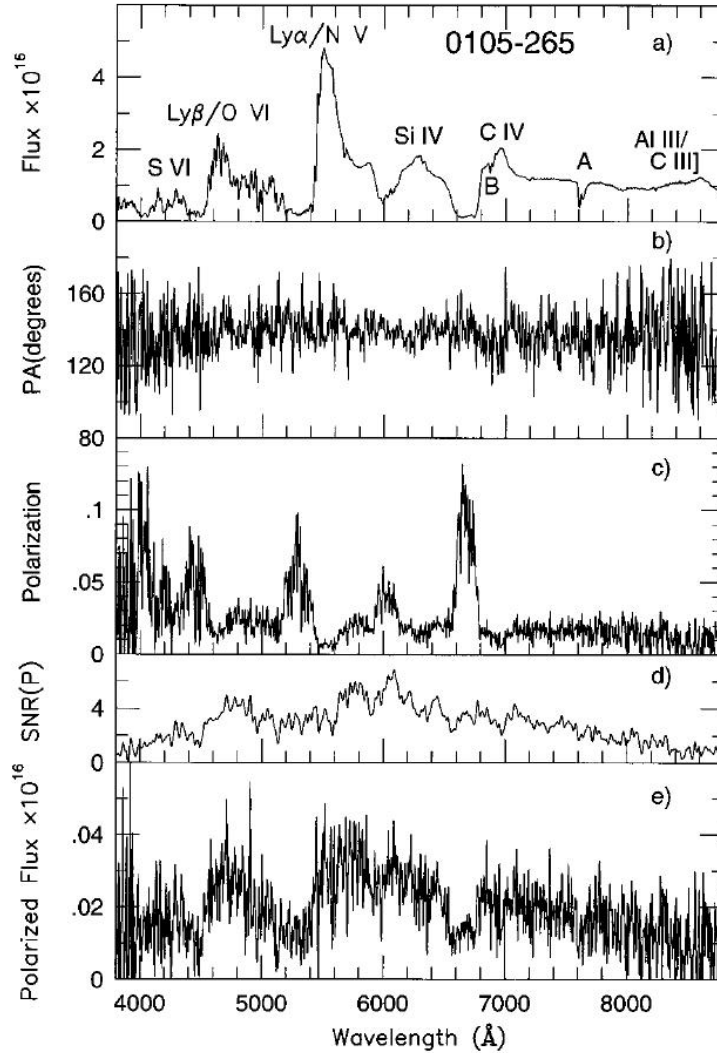 0105-265
a)
Lyα/N V
Lyβ/O VI
S VI
Si IV
C IV
B
A
Al III/
C III]
Flux ×10¹⁶
4
2
0
b)
PA(degrees)
160
120
80
c)
Polarization
.1
.05
0
d)
SNR(P)
4
0
e)
Polarized Flux ×10¹⁶
.04
.02
0
4000 5000 6000 7000 8000
Wavelength (Å)